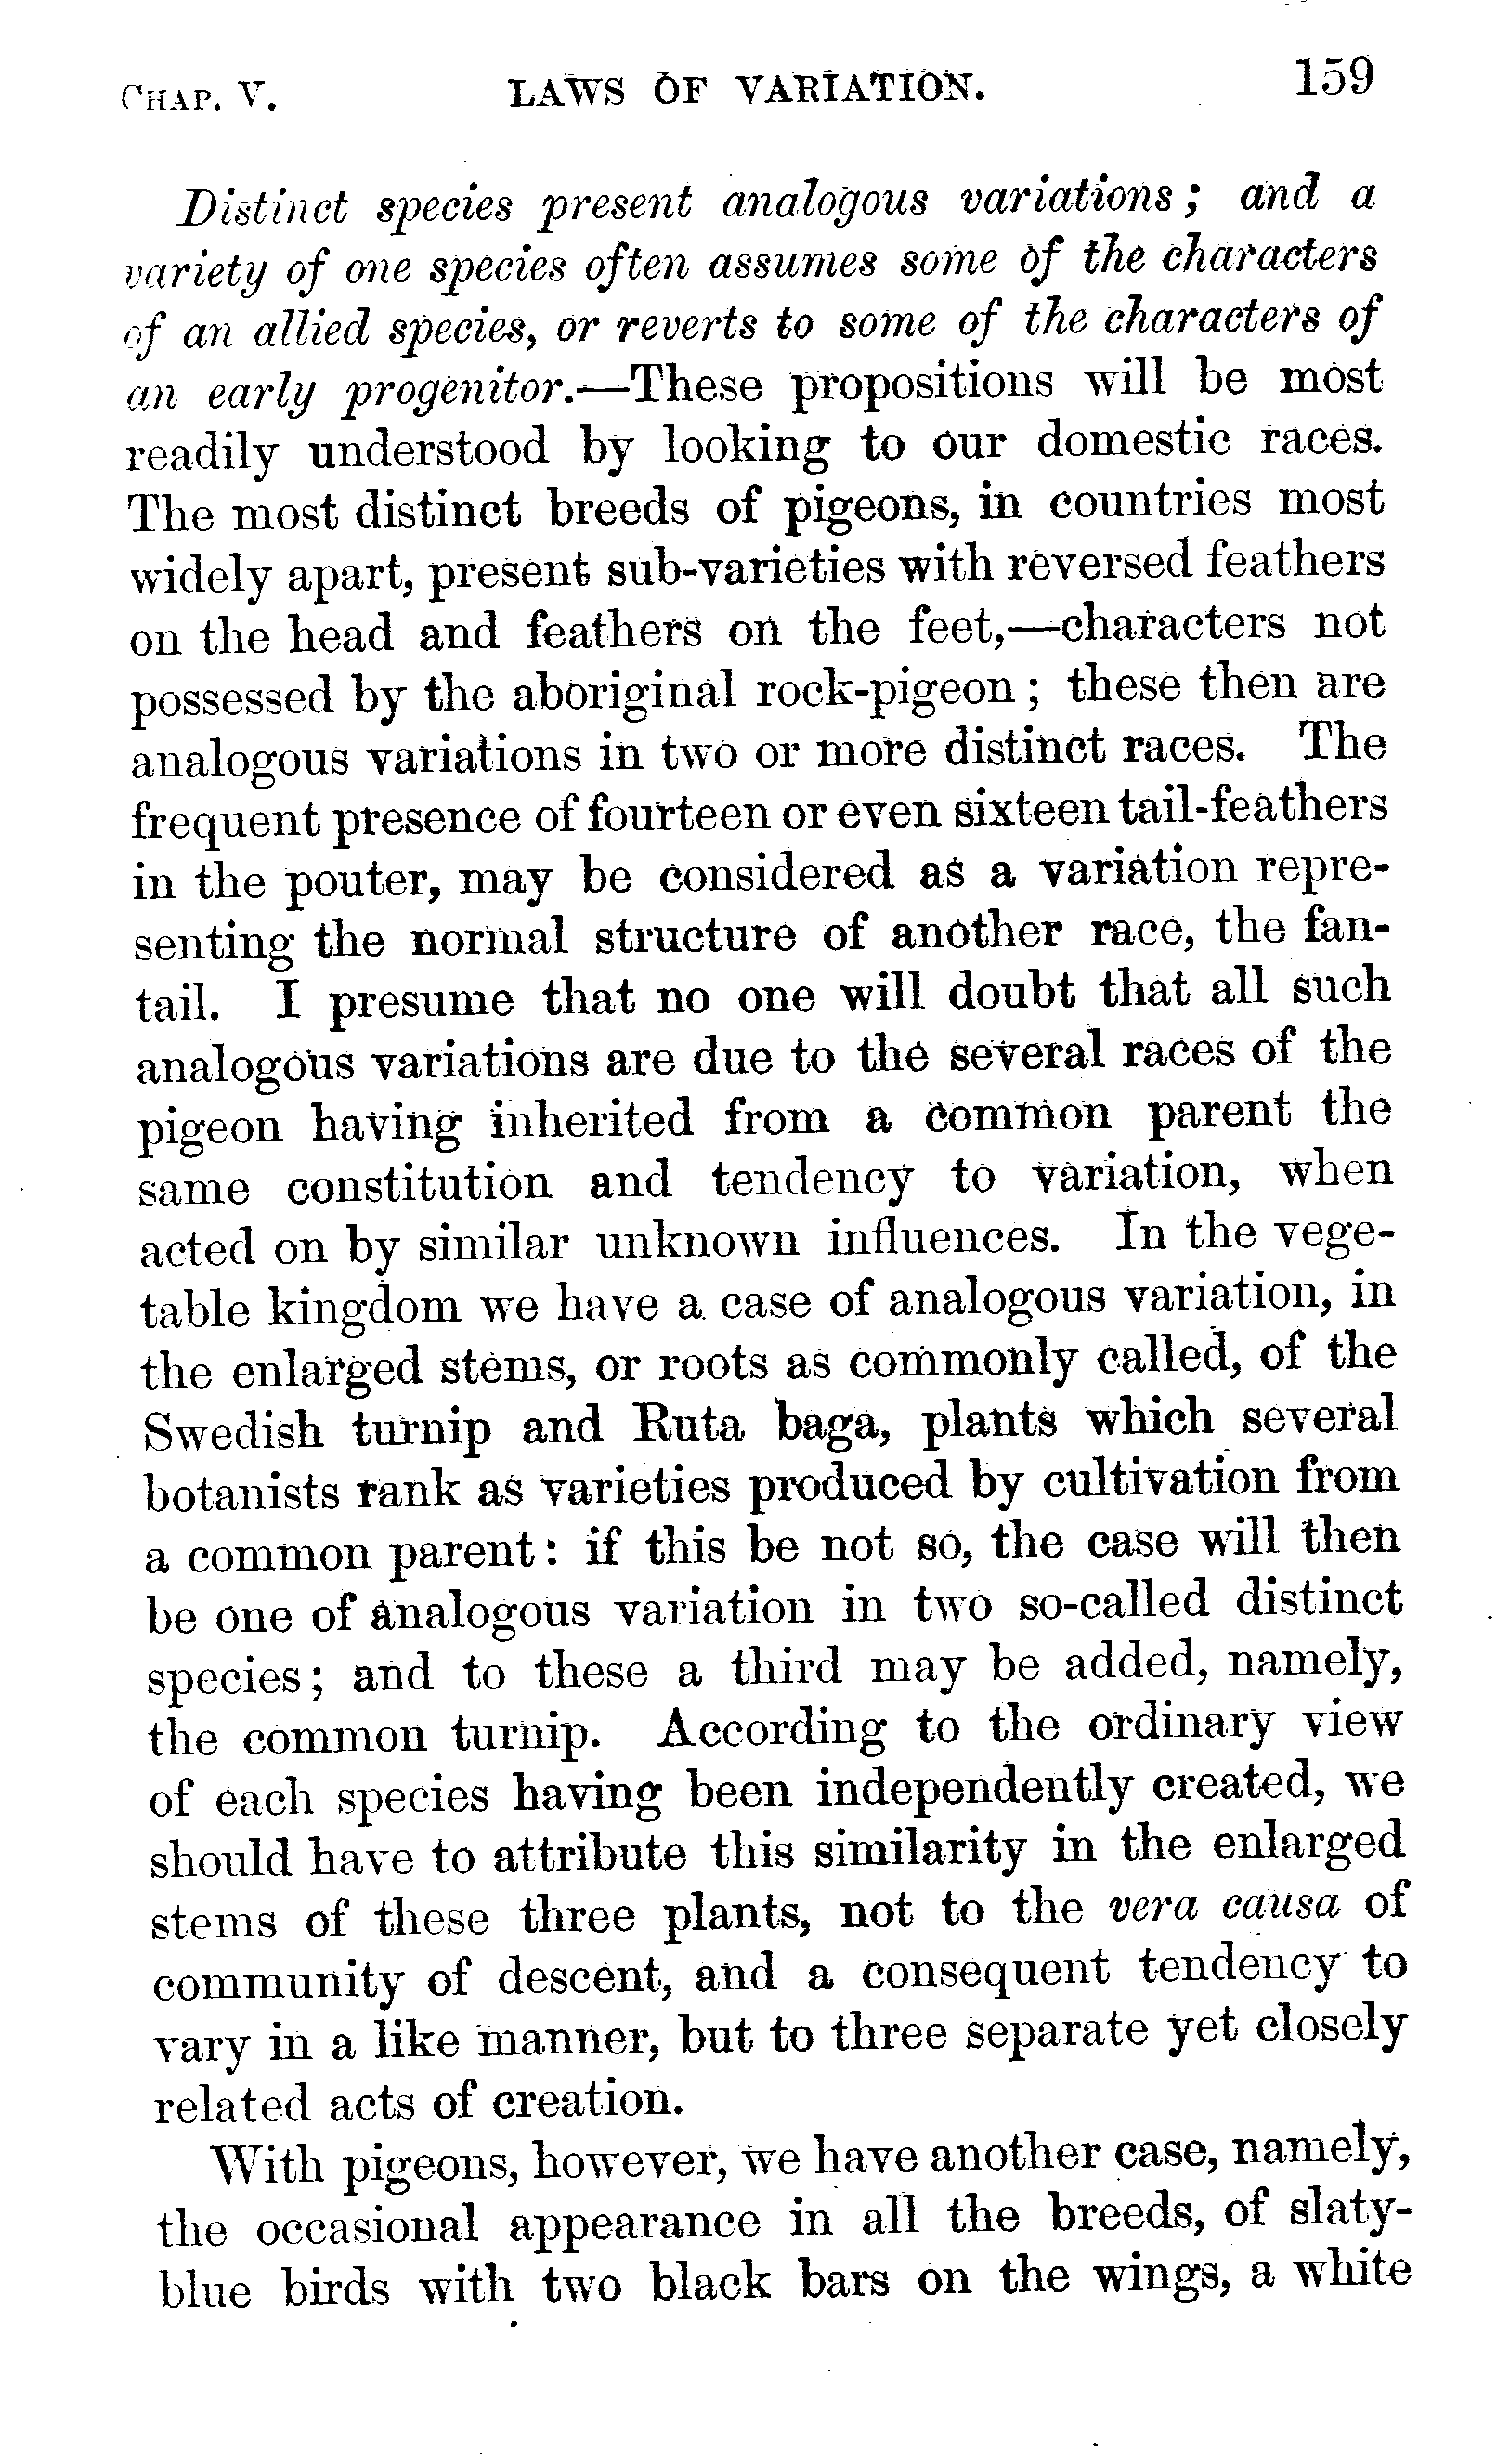 CHAP. V. LAWS OF VARIATION. 159
Distinct species present analogous variations; and a
variety of one species often assumes some of the characters
of an allied species, or reverts to some of the characters of
an early progenitor.—These propositions will be most
readily understood by looking to our domestic races.
The most distinct breeds of pigeons, in countries most
widely apart, present sub-varieties with reversed feathers
on the head and feathers on the feet,—characters not
possessed by the aboriginal rock-pigeon; these then are
analogous variations in two or more distinct races. The
frequent presence of fourteen or even sixteen tail-feathers
in the pouter, may be considered as a variation repre-
senting the normal structure of another race, the fan-
tail. I presume that no one will doubt that all such
analogous variations are due to the several races of the
pigeon having inherited from a common parent the
same constitution and tendency to variation, when
acted on by similar unknown influences. In the vege-
table kingdom we have a case of analogous variation, in
the enlarged stems, or roots as commonly called, of the
Swedish turnip and Ruta baga, plants which several
botanists rank as varieties produced by cultivation from
a common parent: if this be not so, the case will then
be one of analogous variation in two so-called distinct
species; and to these a third may be added, namely,
the common turnip. According to the ordinary view
of each species having been independently created, we
should have to attribute this similarity in the enlarged
stems of these three plants, not to the vera causa of
community of descent, and a consequent tendency to
vary in a like manner, but to three separate yet closely
related acts of creation.
With pigeons, however, we have another case, namely,
the occasional appearance in all the breeds, of slaty-
blue birds with two black bars on the wings, a white